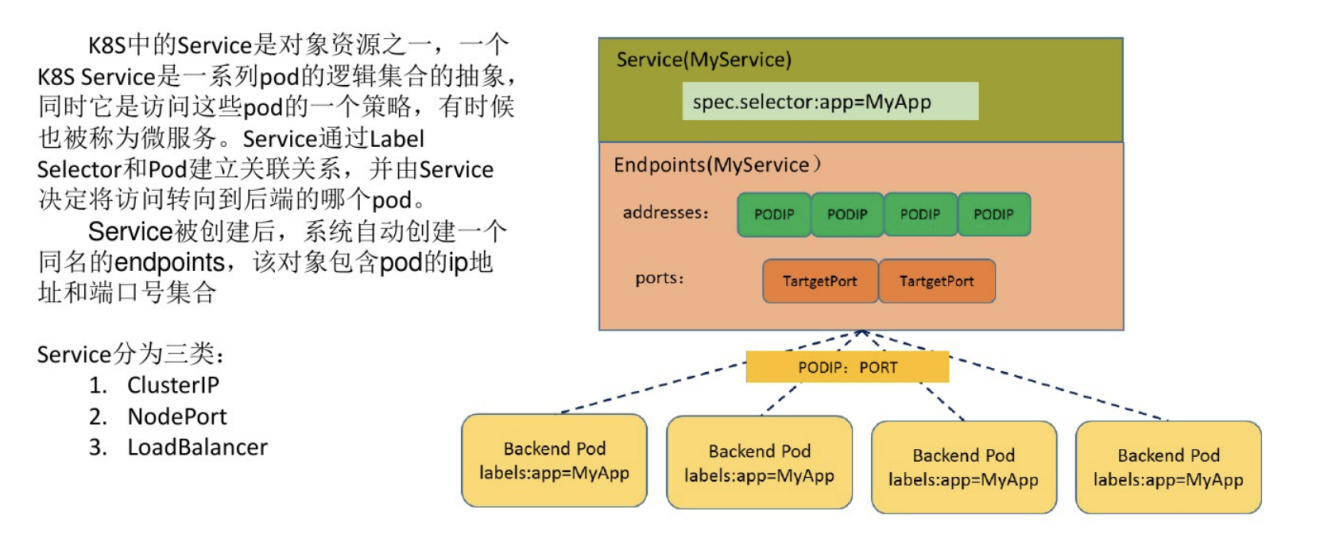 K8S中的Service是对象资源之一，一个
K8S Service是一系列pod的逻辑集合的抽象，
同时它是访问这些pod的一个策略，有时候
也被称为微服务。Service通过Label
Selector和Pod建立关联关系，并由Service
决定将访问转向到后端的哪个pod。
Service被创建后，系统自动创建一个
同名的endpoints，该对象包含pod的ip地
址和端口号集合
Service分为三类：
1. ClusterIP
2. NodePort
3. LoadBalancer
Service(MyService)
spec.selector:app=MyApp
Endpoints(MyService）
addresses: PODIP PODIP PODIP PODIP
ports: TartgetPort TartgetPort
PODIP：PORT
Backend Pod
labels:app=MyApp
Backend Pod
labels:app=MyApp
Backend Pod
labels:app=MyApp
Backend Pod
labels:app=MyApp